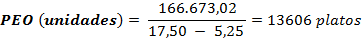 PEO (unidades) = 166.673,02 / 17,50 − 5,25 = 13606 platos